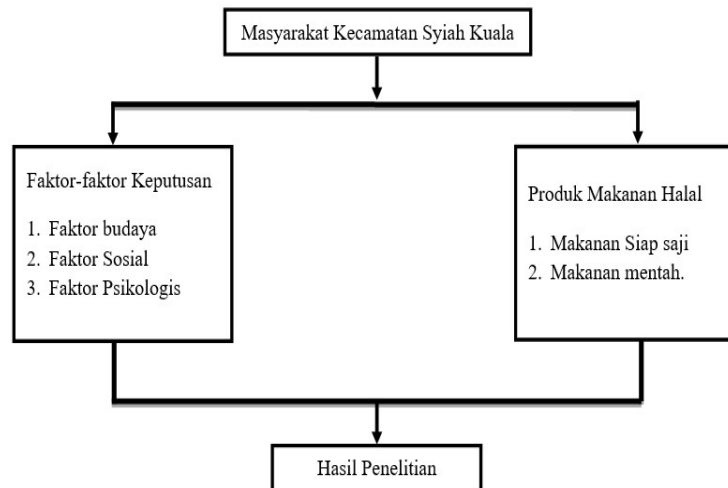 Masyarakat Kecamatan Syiah Kuala
Faktor-faktor Keputusan
1. Faktor budaya
2. Faktor Sosial
3. Faktor Psikologis
Produk Makanan Halal
1. Makanan Siap saji
2. Makanan mentah.
Hasil Penelitian